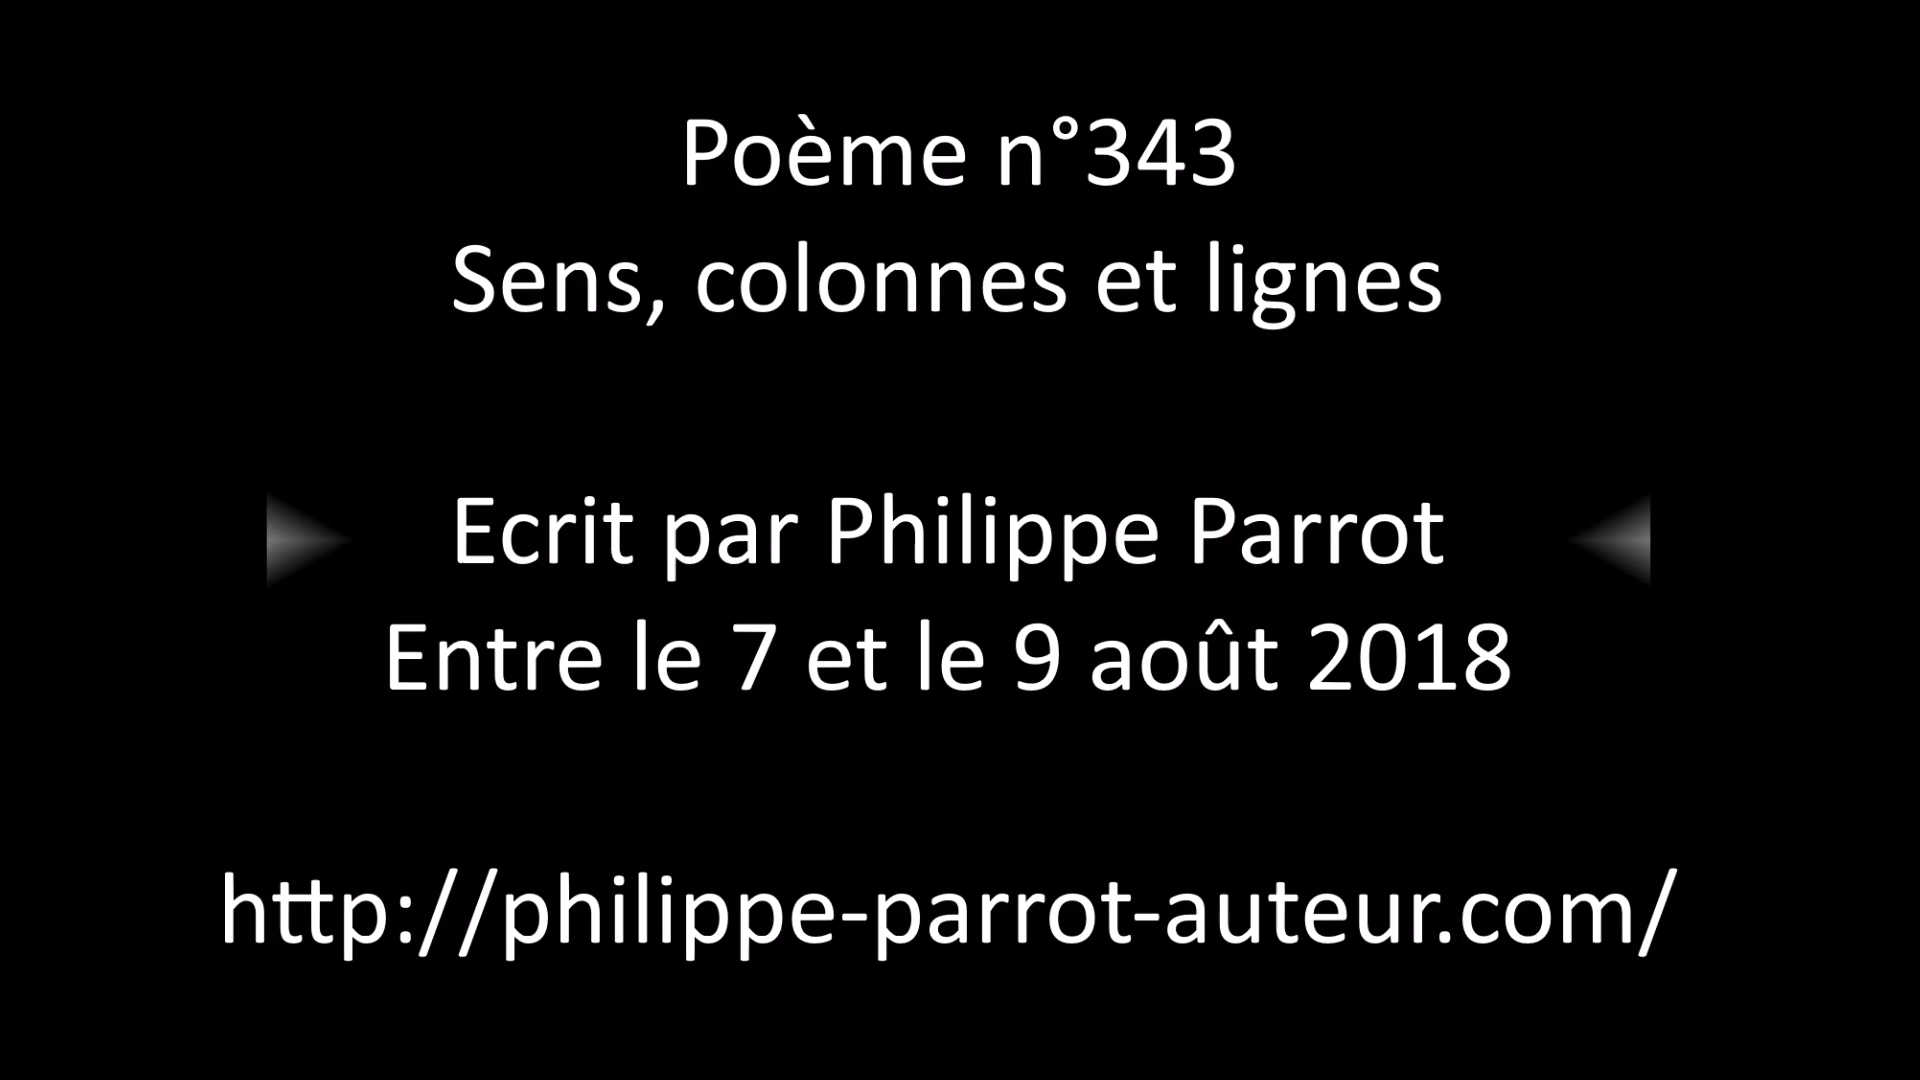 Poème n°343
Sens, colonnes et lignes
Ecrit par Philippe Parrot
Entre le 7 et le 9 août 2018
http://philippe-parrot-auteur.com/